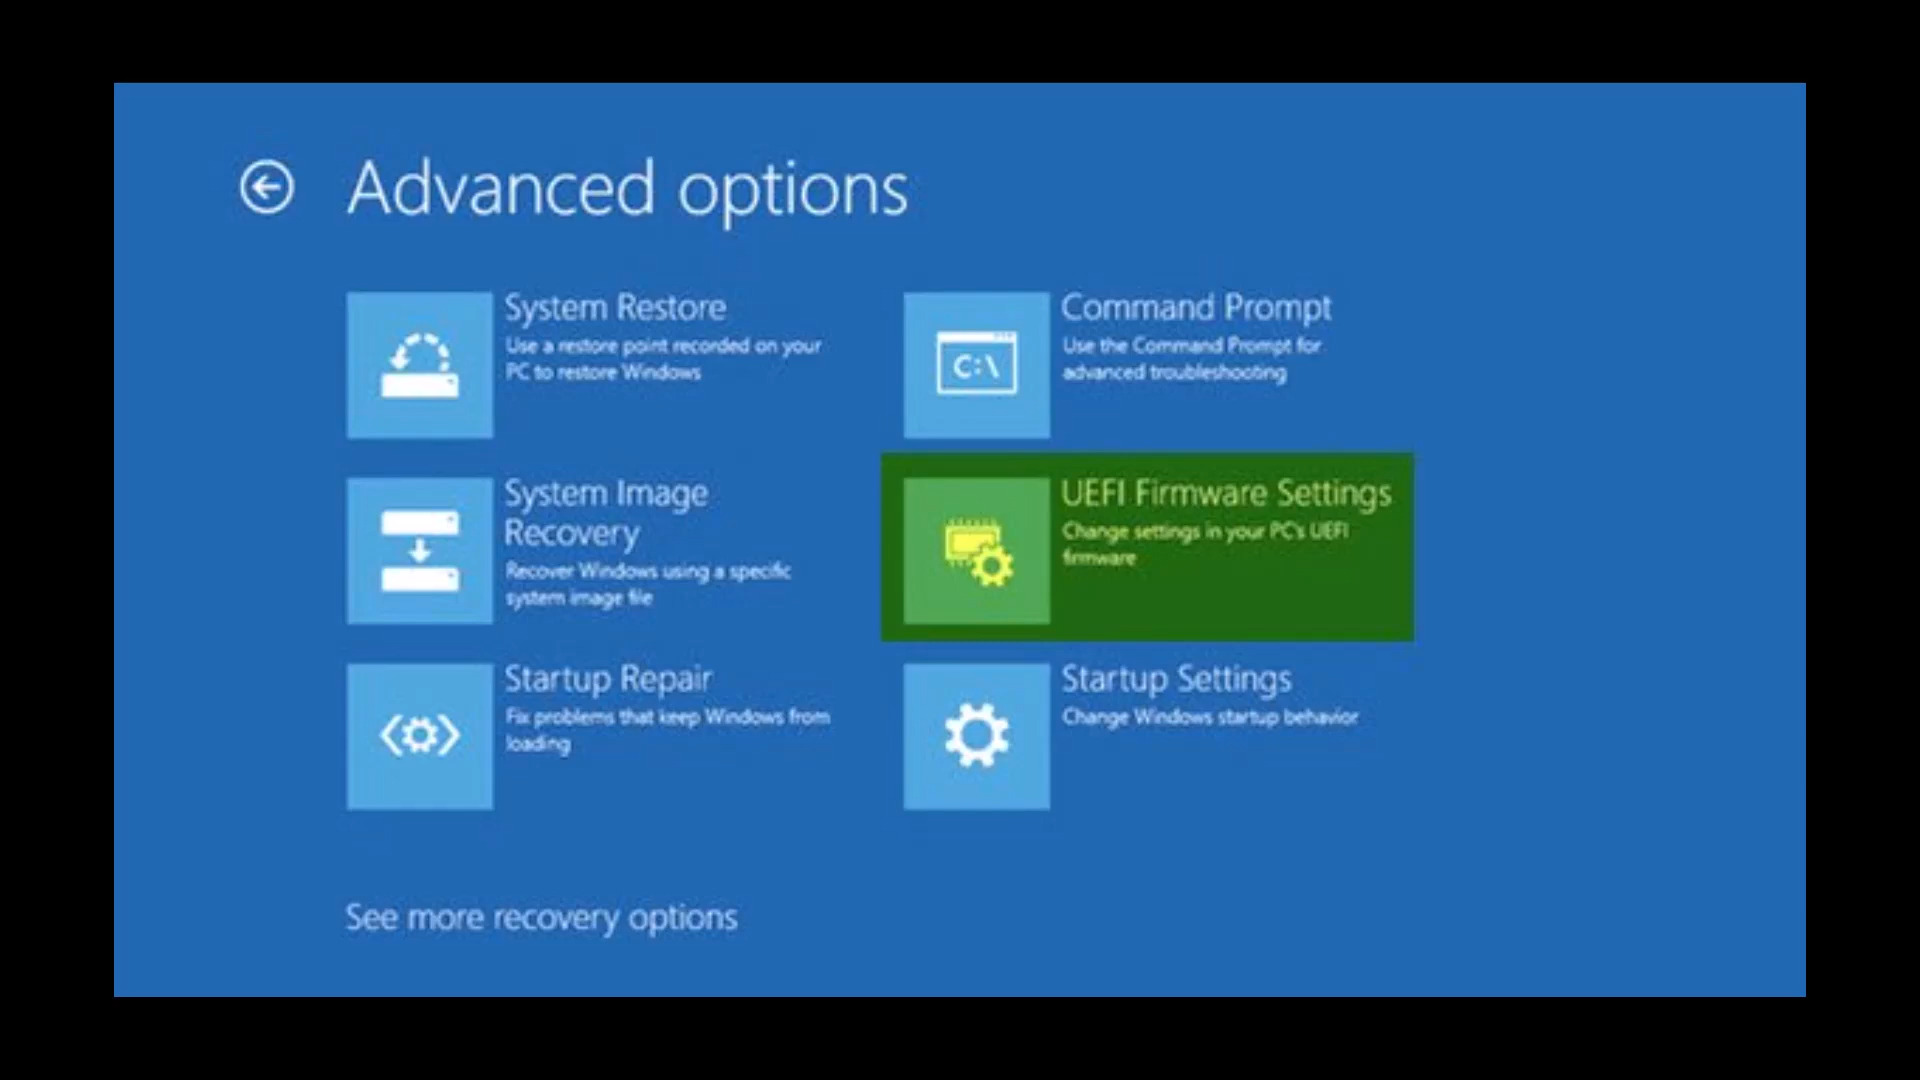 Advanced options
System Restore
Use a restore point recorded on your
PC to restore Windows
Command Prompt
Use the Command Prompt for
advanced troubleshooting
C:\
System Image
Recovery
Recover Windows using a specific
system image file
UEFI Firmware Settings
Change settings in your PC's UEFI
firmware
Startup Repair
Fix problems that keep Windows from
loading
Startup Settings
Change Windows startup behavior
See more recovery options